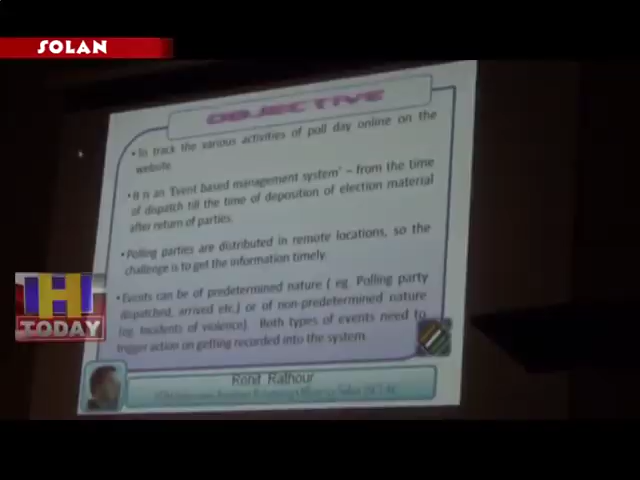 SOLAN
OBJECTIVE
• To track the various activities of poll day online on the
website
• It is an 'Event based management system' – from the time
of dispatch till the time of deposition of election material
after return of parties.
• Polling parties are distributed in remote locations, so the
challenge is to get the information timely.
• Events can be of predetermined nature ( eg. Polling party
dispatched, arrived etc.) or of non-predetermined nature
(eg. Incidents of violence). Both types of events need to
trigger action on getting recorded into the system.
H
TODAY
Rohit Rathour